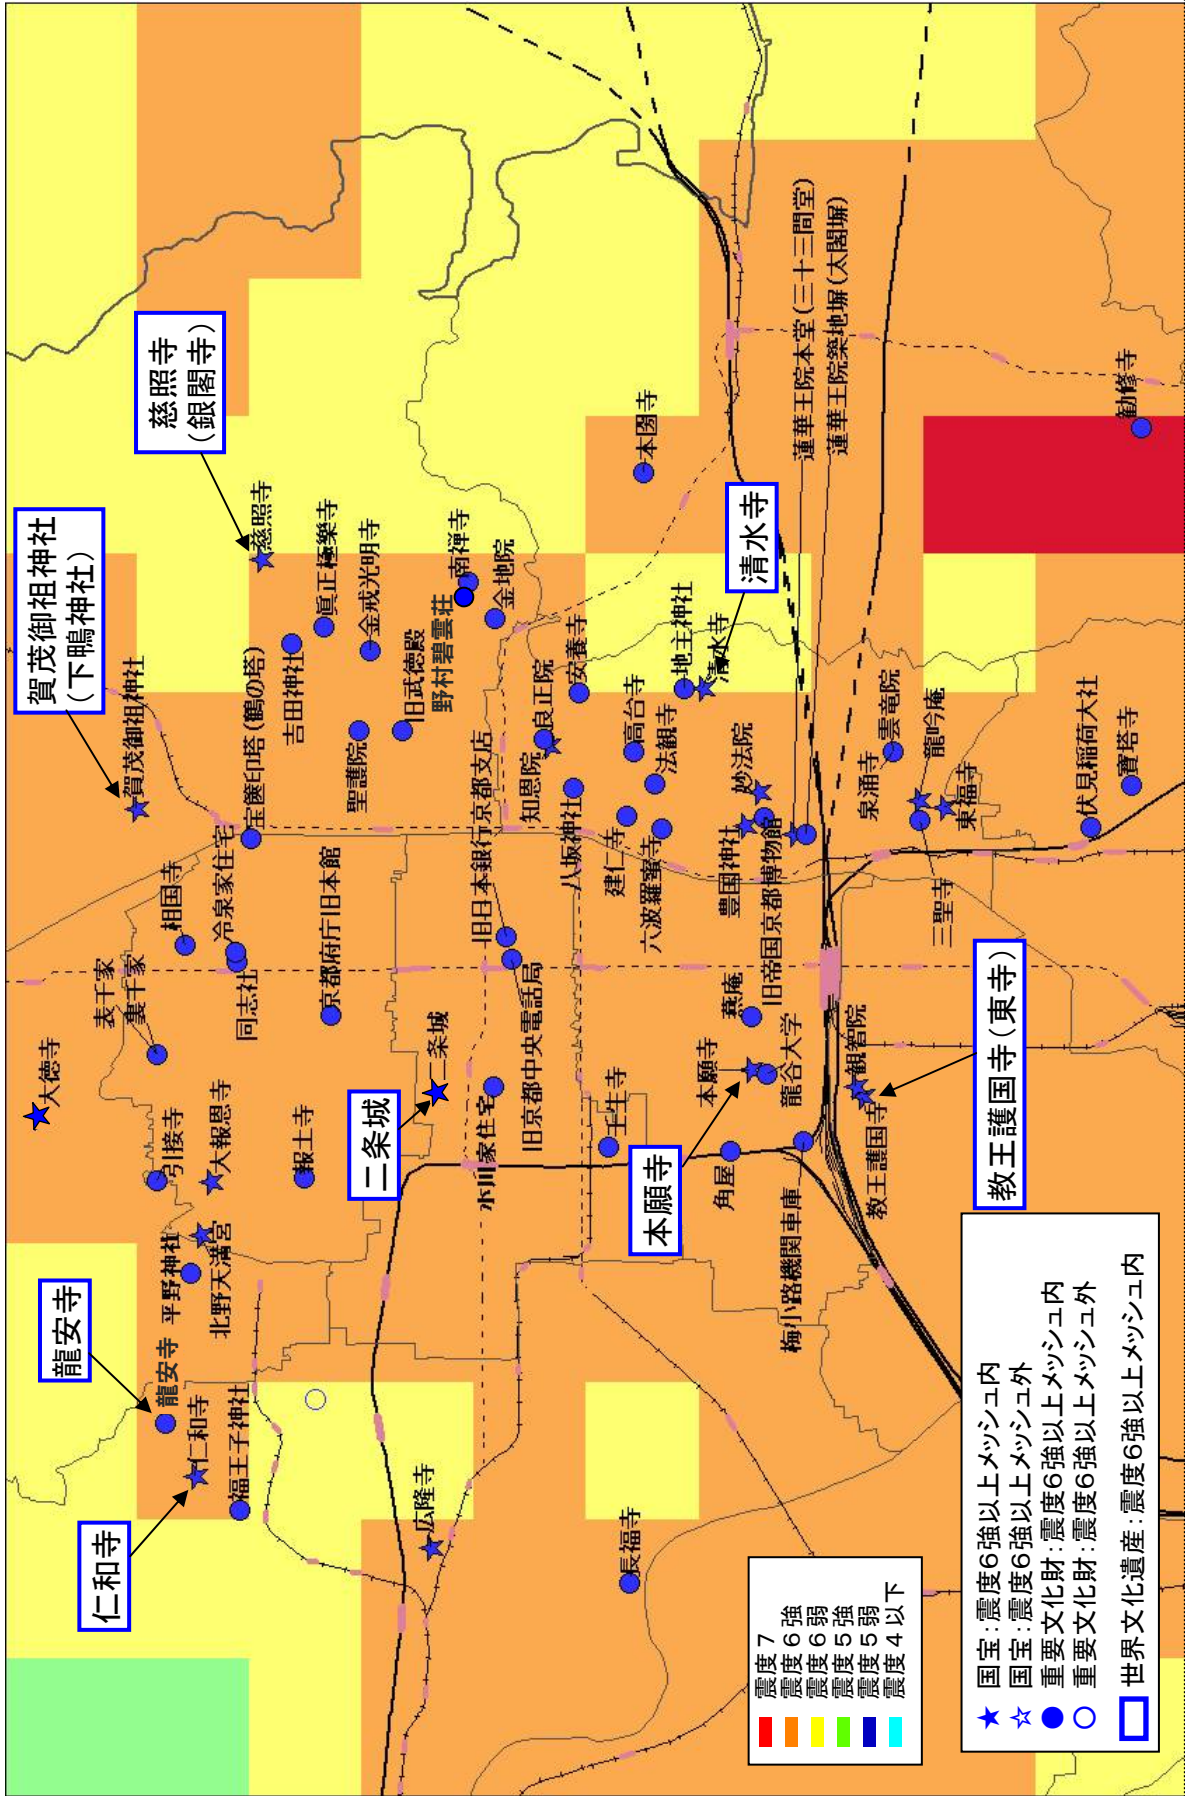 賀茂御祖神社
（下鴨神社）
慈照寺
（銀閣寺）
龍安寺
仁和寺
二条城
本願寺
清水寺
教王護国寺（東寺）
大徳寺
表千家
裏千家
相国寺
賀茂御祖神社
引接寺
大報恩寺
平野神社
北野天満宮
龍安寺
仁和寺
福王子神社
冷泉家住宅
同志社
宝篋印塔（鶴の塔）
吉田神社
慈照寺
眞正極樂寺
金戒光明寺
聖護院
旧武徳殿
野村碧雲荘
南禅寺
金地院
報土寺
京都府庁旧本館
二条城
小川家住宅
旧日本銀行京都支店
旧京都中央電話局
知恩院
良正院
安養寺
八坂神社
広隆寺
長福寺
壬生寺
建仁寺
高台寺
法観寺
六波羅蜜寺
地主神社
清水寺
本圀寺
本願寺
燕庵
龍谷大学
角屋
梅小路機関車庫
豊国神社
妙法院
旧帝国京都博物館
蓮華王院本堂（三十三間堂）
蓮華王院築地塀（太閤塀）
観智院
教王護国寺
泉涌寺
雲竜院
龍吟庵
東福寺
三聖寺
伏見稲荷大社
寶塔寺
勧修寺
震度7
震度6強
震度6弱
震度5強
震度5弱
震度4以下
国宝：震度6強以上メッシュ内
国宝：震度6強以上メッシュ外
重要文化財：震度6強以上メッシュ内
重要文化財：震度6強以上メッシュ外
世界文化遺産：震度6強以上メッシュ内